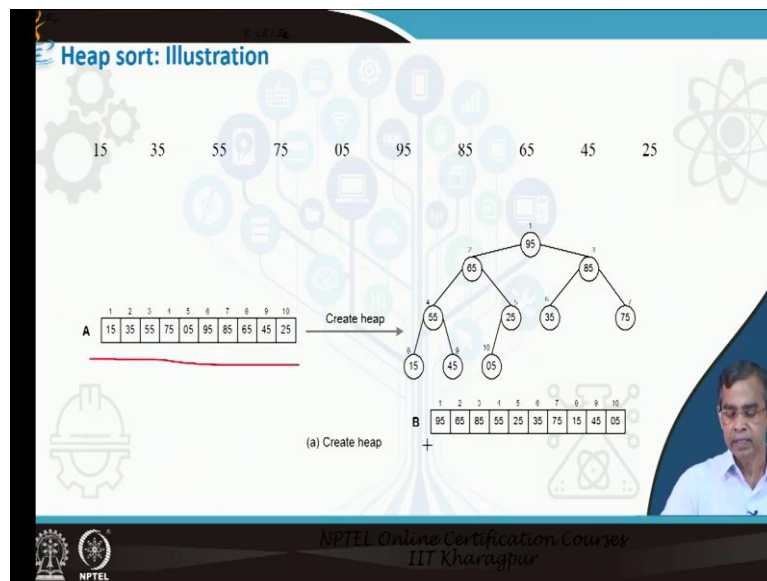 Heap sort: Illustration
15 35 55 75 05 95 85 65 45 25
1
95
2 3
65 85
4 5 6 7
55 25 35 75
8 9 10
15 45 05
1 2 3 4 5 6 7 8 9 10
A 15 35 55 75 05 95 85 65 45 25
Create heap
1 2 3 4 5 6 7 8 9 10
B 95 65 85 55 25 35 75 15 45 05
(a) Create heap
NPTEL Online Certification Courses
IIT Kharagpur
NPTEL